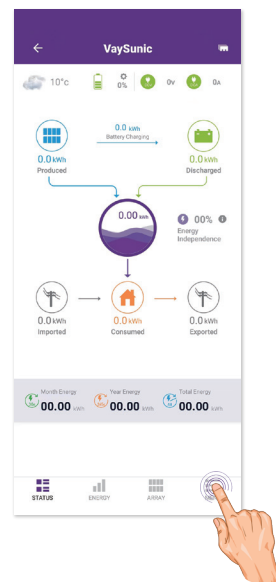 VaySunic
10°c
0%
0v
0A
0.0 kWh
Battery Charging
0.0 kWh
Produced
0.0 kWh
Discharged
0.00 kWh
00%
Energy
Independence
0.0 kWh
Imported
0.0 kWh
Consumed
0.0 kWh
Exported
Month Energy
00.00 kWh
Year Energy
00.00 kWh
Total Energy
00.00 kWh
STATUS
ENERGY
ARRAY